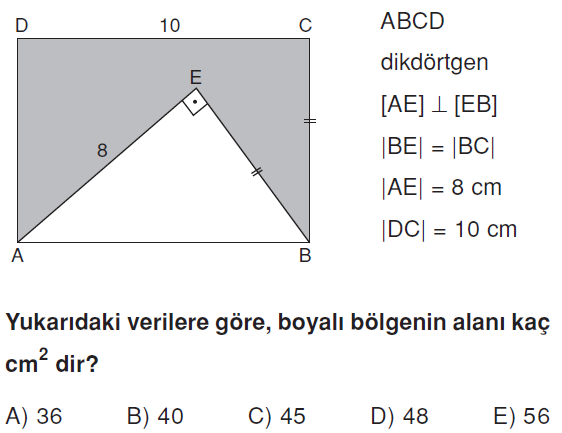 D 10 C
E
8
A B
ABCD
dikdörtgen
[AE] ⊥ [EB]
|BE| = |BC|
|AE| = 8 cm
|DC| = 10 cm
Yukarıdaki verilere göre, boyalı bölgenin alanı kaç
cm² dir?
A) 36 B) 40 C) 45 D) 48 E) 56